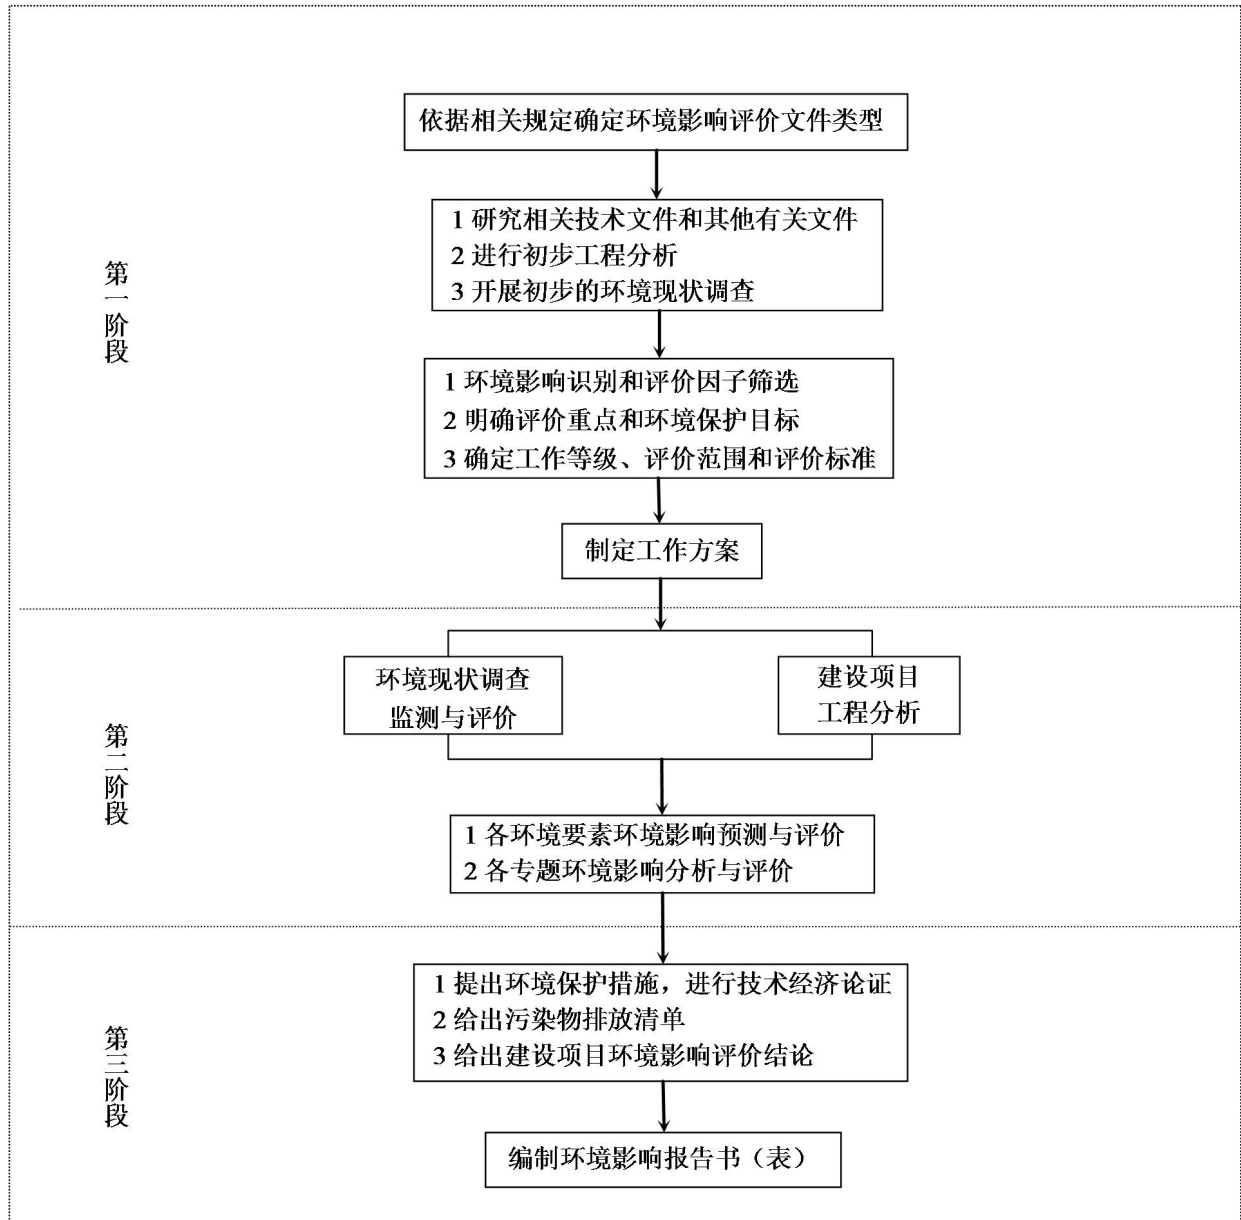 依据相关规定确定环境影响评价文件类型
1 研究相关技术文件和其他有关文件
2 进行初步工程分析
3 开展初步的环境现状调查
第一阶段
1 环境影响识别和评价因子筛选
2 明确评价重点和环境保护目标
3 确定工作等级、评价范围和评价标准
制定工作方案
环境现状调查
监测与评价
建设项目
工程分析
第二阶段
1 各环境要素环境影响预测与评价
2 各专题环境影响分析与评价
1 提出环境保护措施，进行技术经济论证
2 给出污染物排放清单
3 给出建设项目环境影响评价结论
第三阶段
编制环境影响报告书（表）